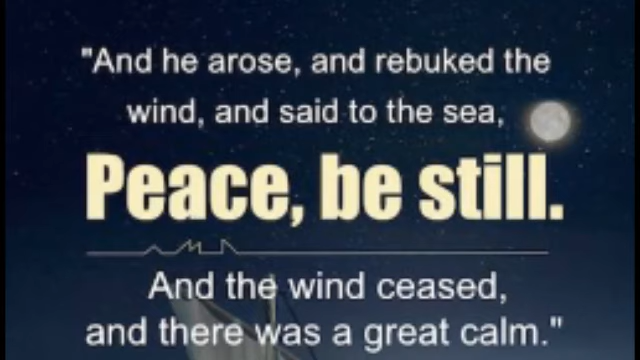 "And he arose, and rebuked the
wind, and said to the sea,
Peace, be still.
And the wind ceased,
and there was a great calm."